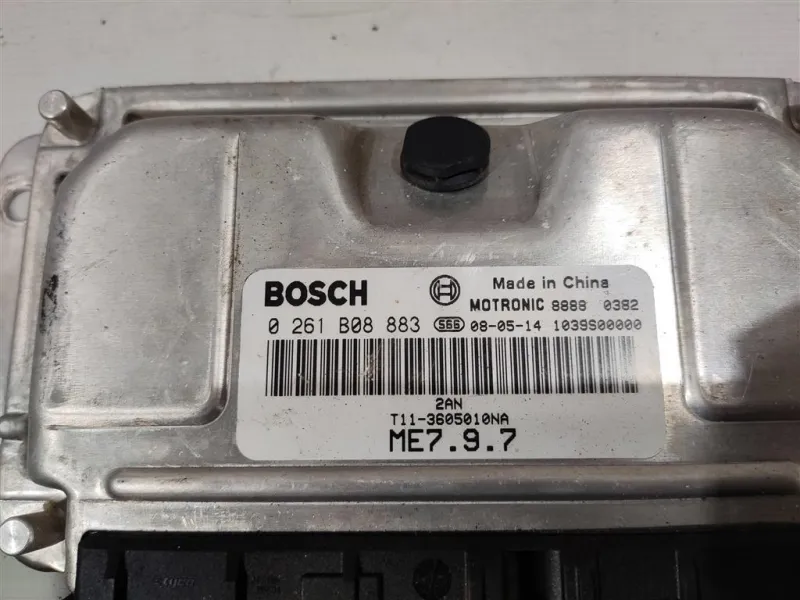 BOSCH
Made in China
MOTRONIC 8888 0382
0 261 B08 883 S66 08-05-14 1039S00000
2AN
T11-3605010NA
ME7.9.7